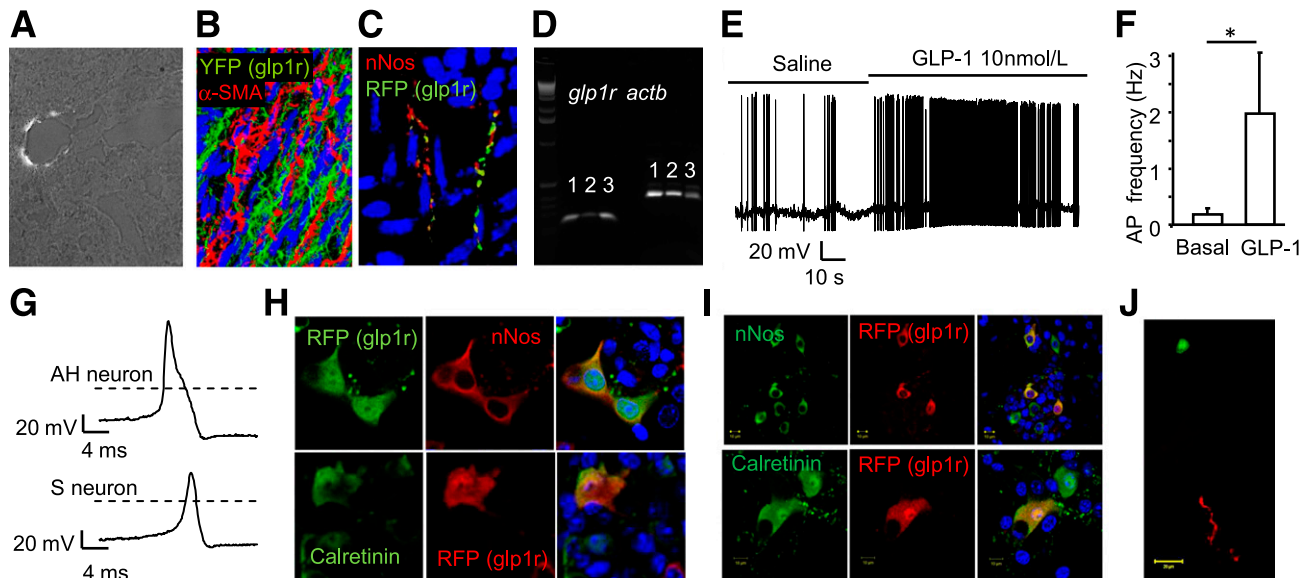 A
B
YFP (glp1r)
α-SMA
C
nNos
RFP (glp1r)
D
glp1r actb
1 2 3
1 2 3
E
Saline
GLP-1 10nmol/L
20 mV
10 s
F
*
AP frequency (Hz)
3
2
1
0
Basal
GLP-1
G
AH neuron
20 mV
4 ms
S neuron
20 mV
4 ms
H
RFP (glp1r)
nNos
Calretinin
RFP (glp1r)
I
nNos
RFP (glp1r)
Calretinin
RFP (glp1r)
J